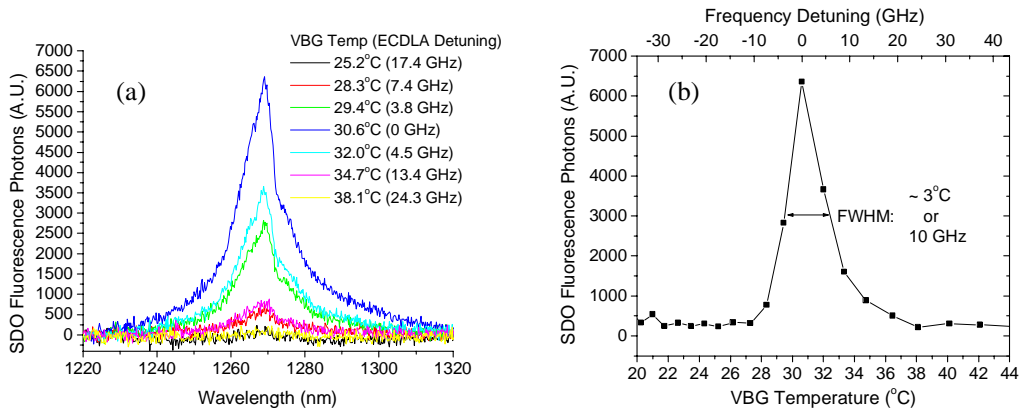 (a)
SDO Fluorescence Photons (A.U.)
7000
6500
6000
5500
5000
4500
4000
3500
3000
2500
2000
1500
1000
500
0
1220 1240 1260 1280 1300 1320
Wavelength (nm)
VBG Temp (ECDLA Detuning)
25.2°C (17.4 GHz)
28.3°C (7.4 GHz)
29.4°C (3.8 GHz)
30.6°C (0 GHz)
32.0°C (4.5 GHz)
34.7°C (13.4 GHz)
38.1°C (24.3 GHz)
Frequency Detuning (GHz)
-30 -20 -10 0 10 20 30 40
(b)
SDO Fluorescence Photons (A.U.)
7000
6000
5000
4000
3000
2000
1000
0
FWHM:
~ 3°C
or
10 GHz
20 22 24 26 28 30 32 34 36 38 40 42 44
VBG Temperature (°C)